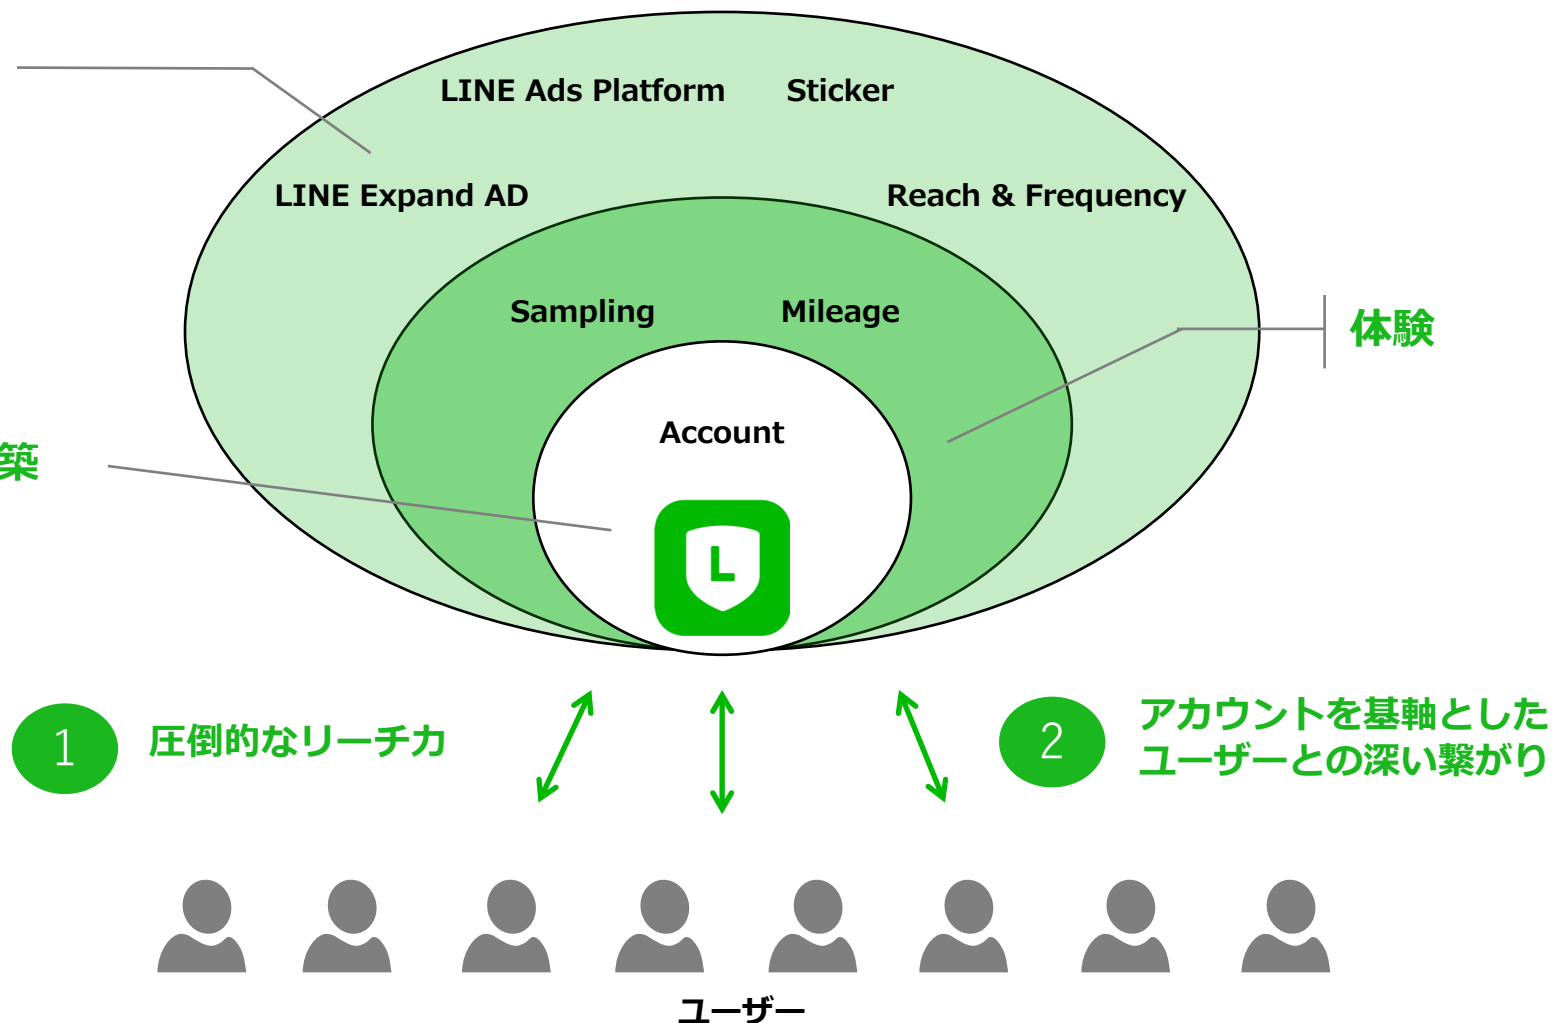 LINE Ads Platform Sticker
LINE Expand AD Reach & Frequency
Sampling Mileage
体験
Account
築
L
1 圧倒的なリーチ力
2 アカウントを基軸とした
ユーザーとの深い繋がり
ユーザー